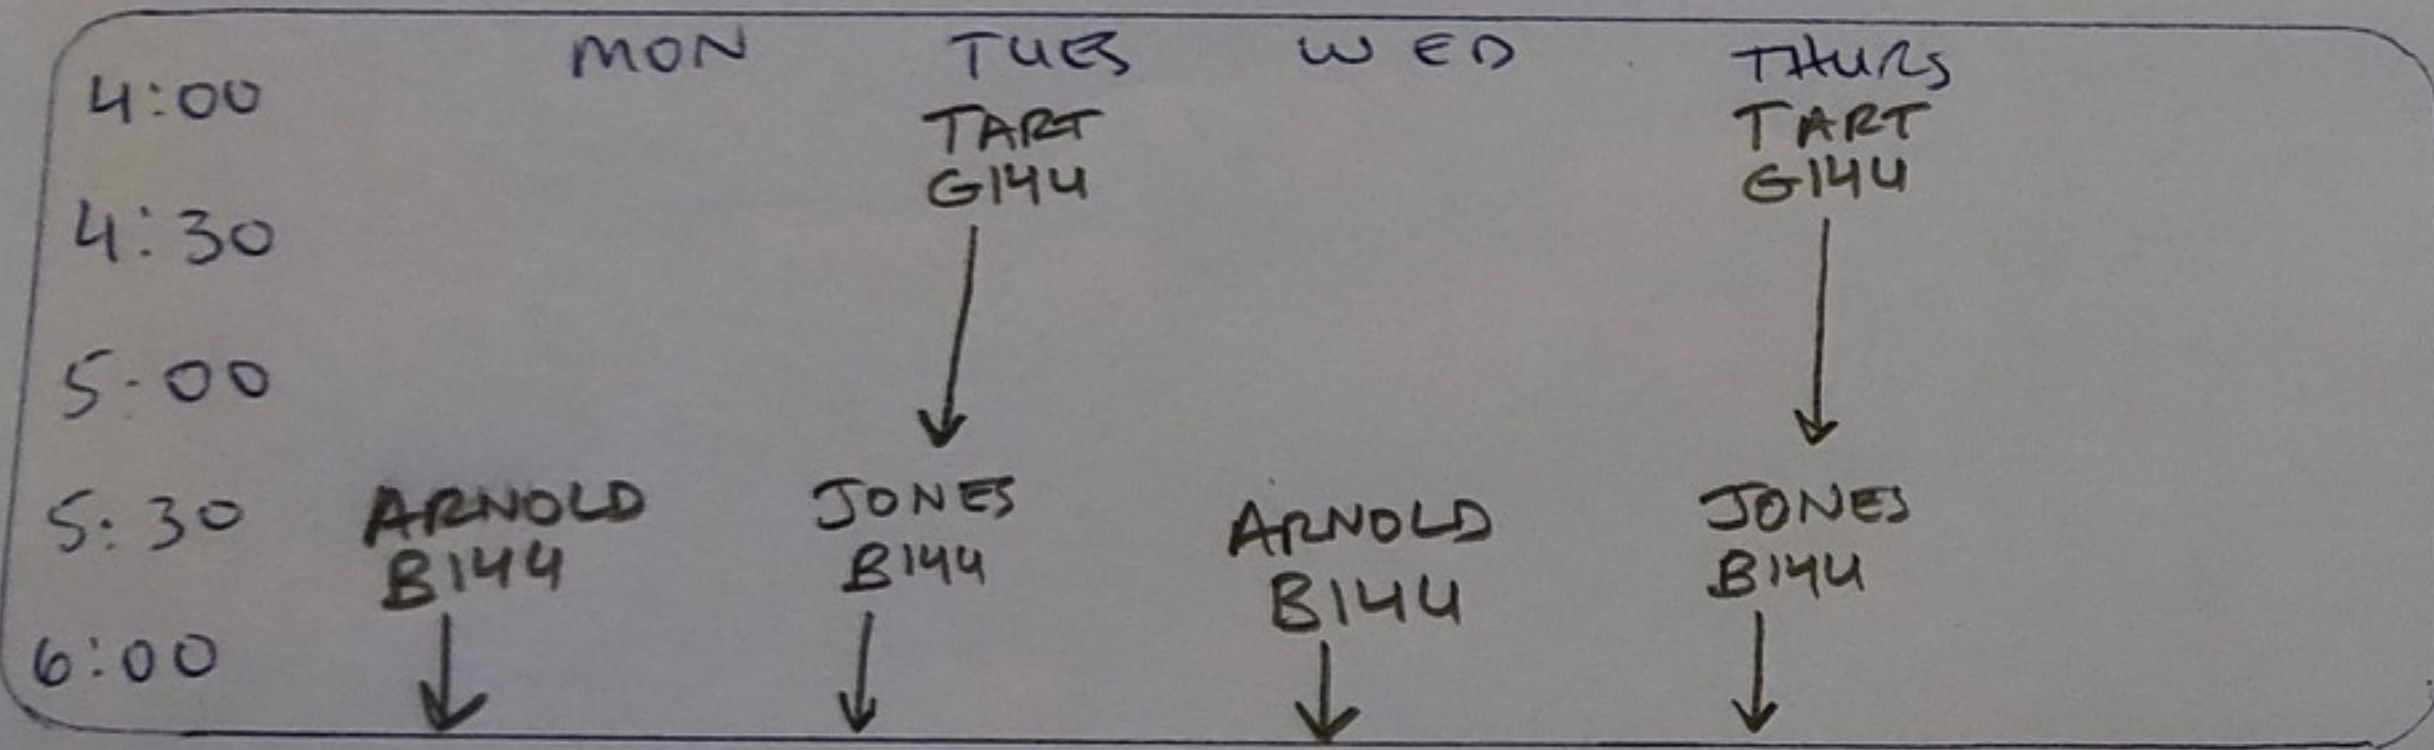 MON TUES WED THURS
4:00 TART TART
G144 G144
4:30
5:00
5:30 ARNOLD JONES ARNOLD JONES
B144 B144 B144 B144
6:00